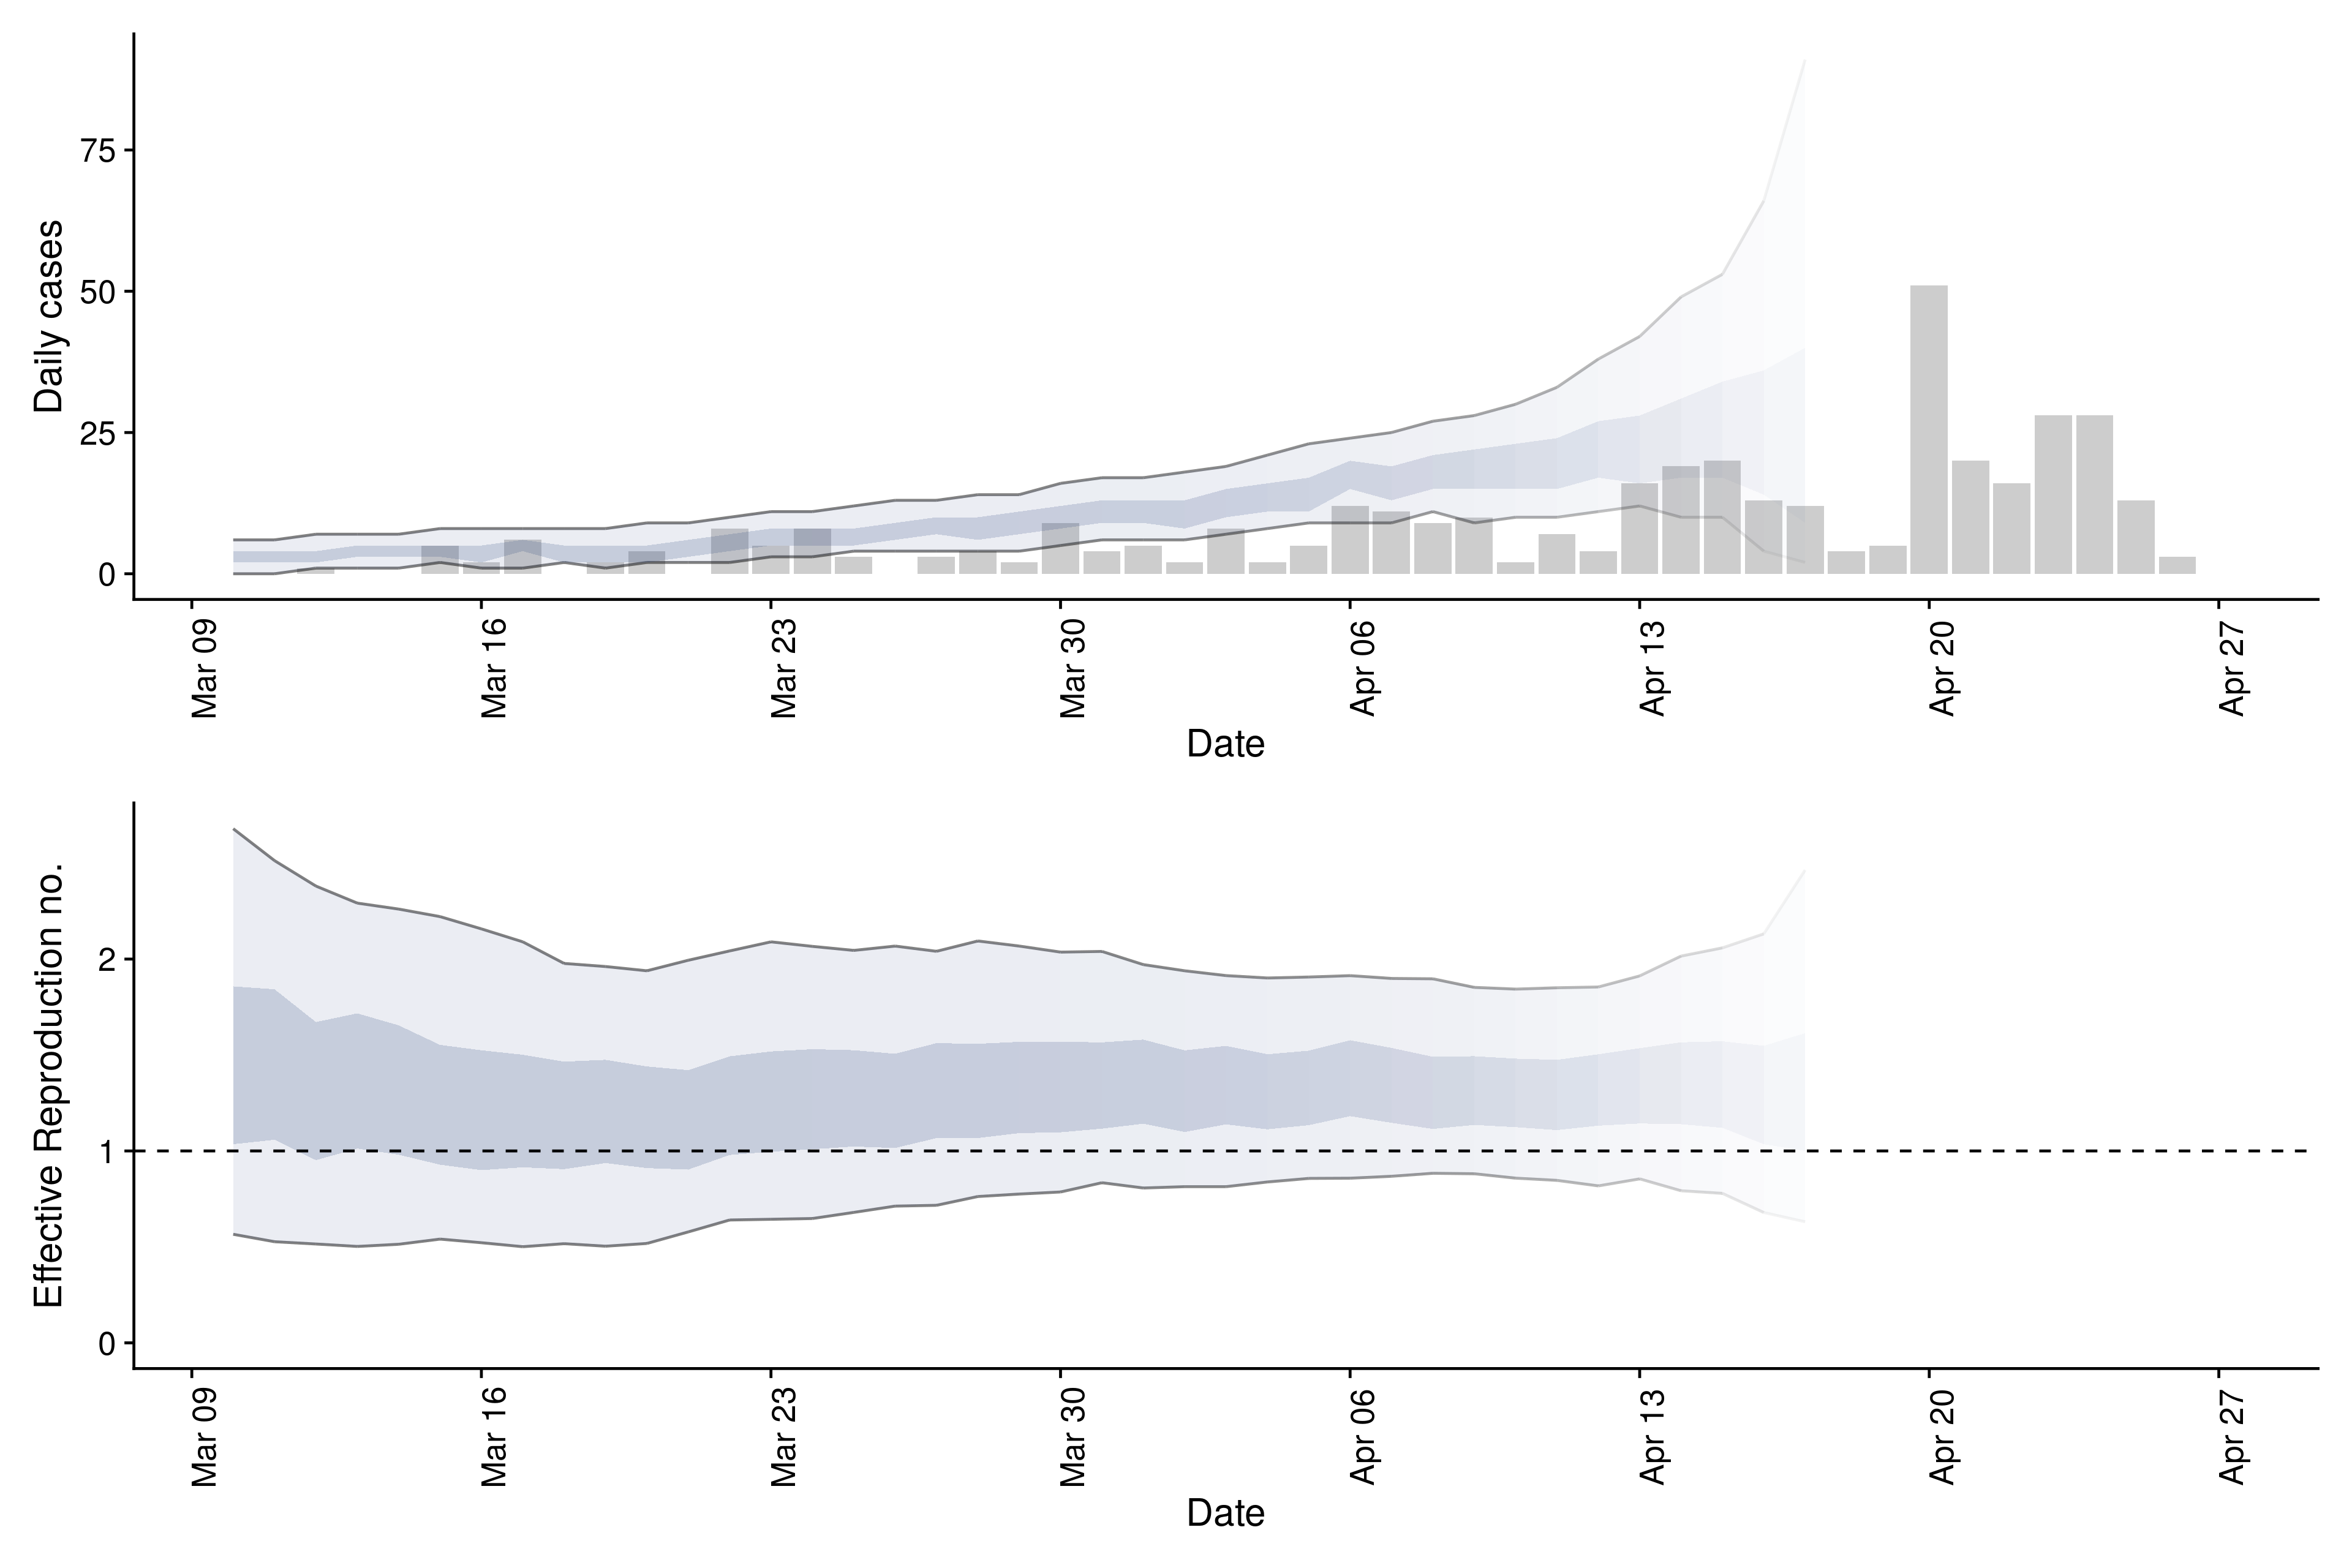 Daily cases
75
50
25
0
Mar 09
Mar 16
Mar 23
Mar 30
Apr 06
Apr 13
Apr 20
Apr 27
Date
Effective Reproduction no.
2
1
0
Mar 09
Mar 16
Mar 23
Mar 30
Apr 06
Apr 13
Apr 20
Apr 27
Date